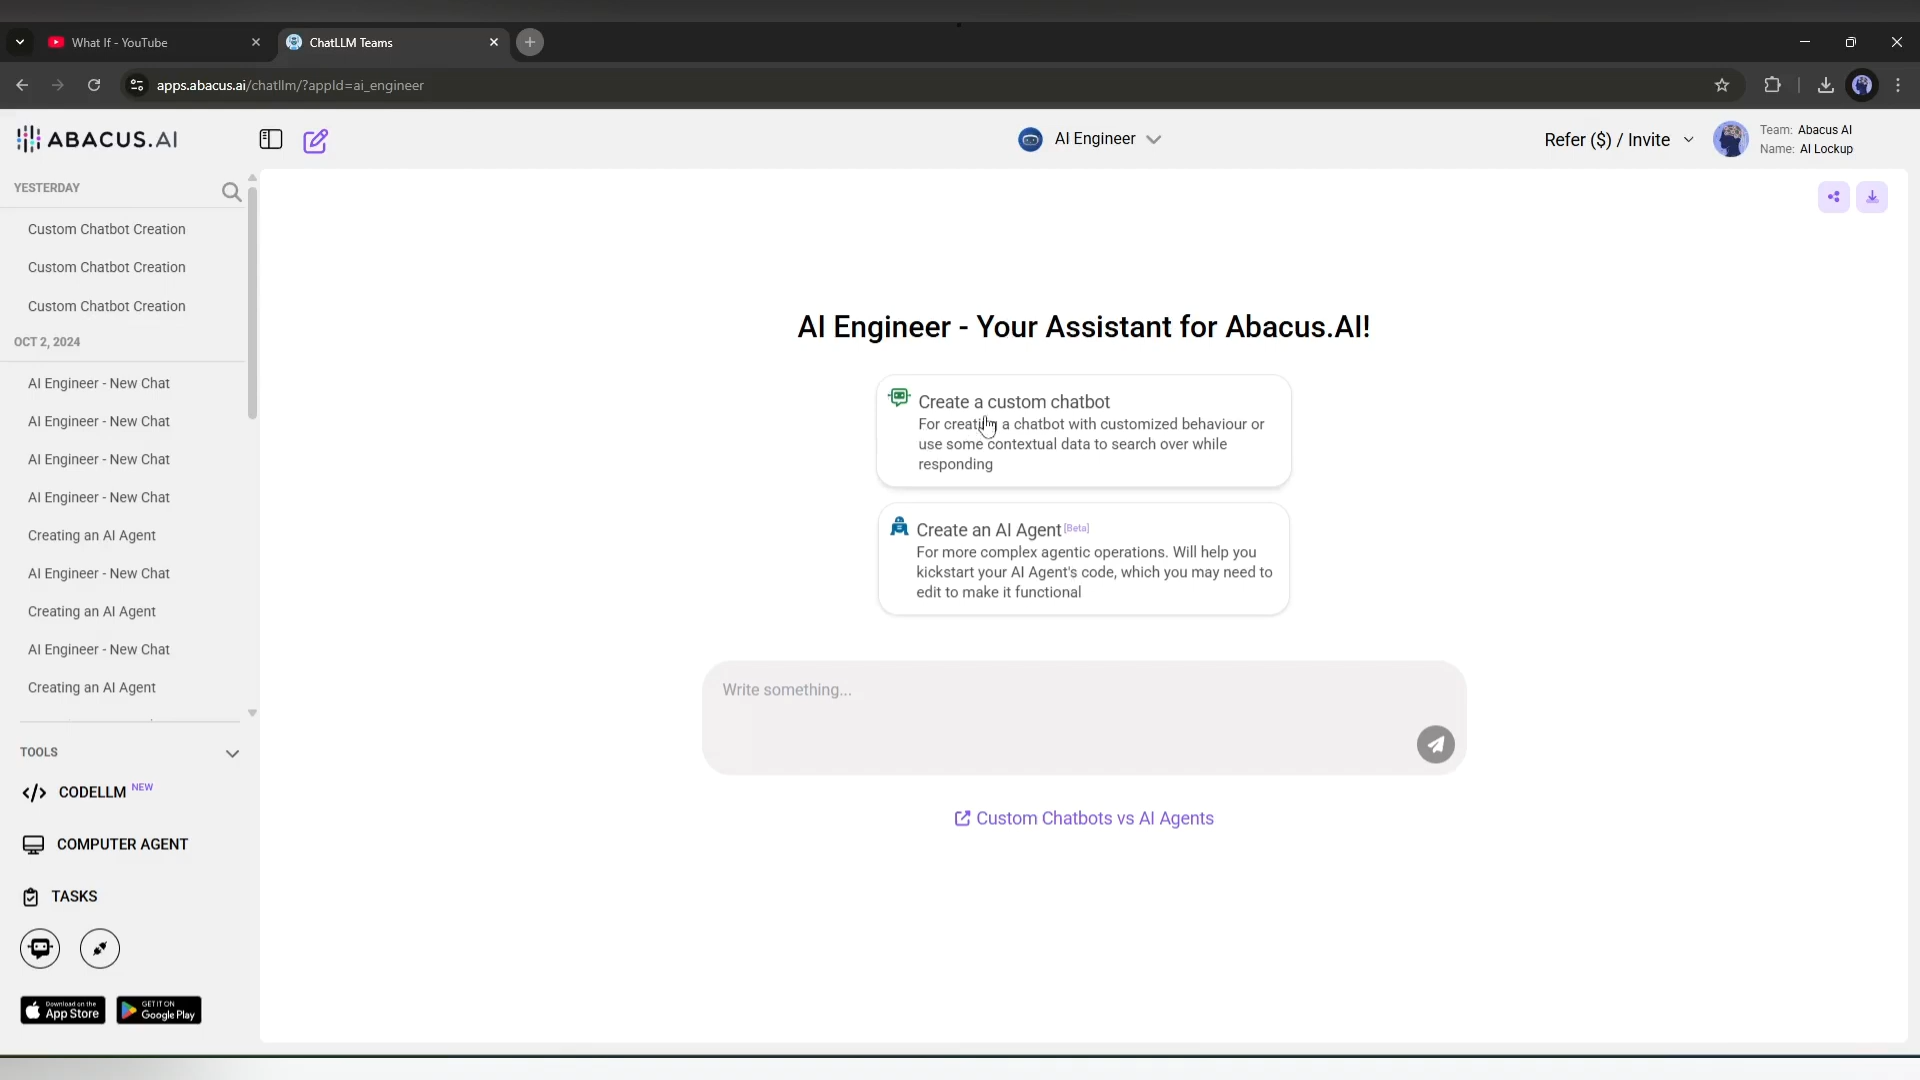 What If - YouTube
ChatLLM Teams
apps.abacus.ai/chatllm/?appId=ai_engineer
ABACUS.AI
AI Engineer
Refer ($) / Invite
Team: Abacus AI
Name: AI Lockup
YESTERDAY
Custom Chatbot Creation
Custom Chatbot Creation
Custom Chatbot Creation
OCT 2, 2024
AI Engineer - New Chat
AI Engineer - New Chat
AI Engineer - New Chat
AI Engineer - New Chat
Creating an AI Agent
AI Engineer - New Chat
Creating an AI Agent
AI Engineer - New Chat
Creating an AI Agent
TOOLS
CODELLM NEW
COMPUTER AGENT
TASKS
Download on the
App Store
GET IT ON
Google Play
AI Engineer - Your Assistant for Abacus.AI!
Create a custom chatbot
For creating a chatbot with customized behaviour or
use some contextual data to search over while
responding
Create an AI Agent [Beta]
For more complex agentic operations. Will help you
kickstart your AI Agent's code, which you may need to
edit to make it functional
Write something...
Custom Chatbots vs AI Agents